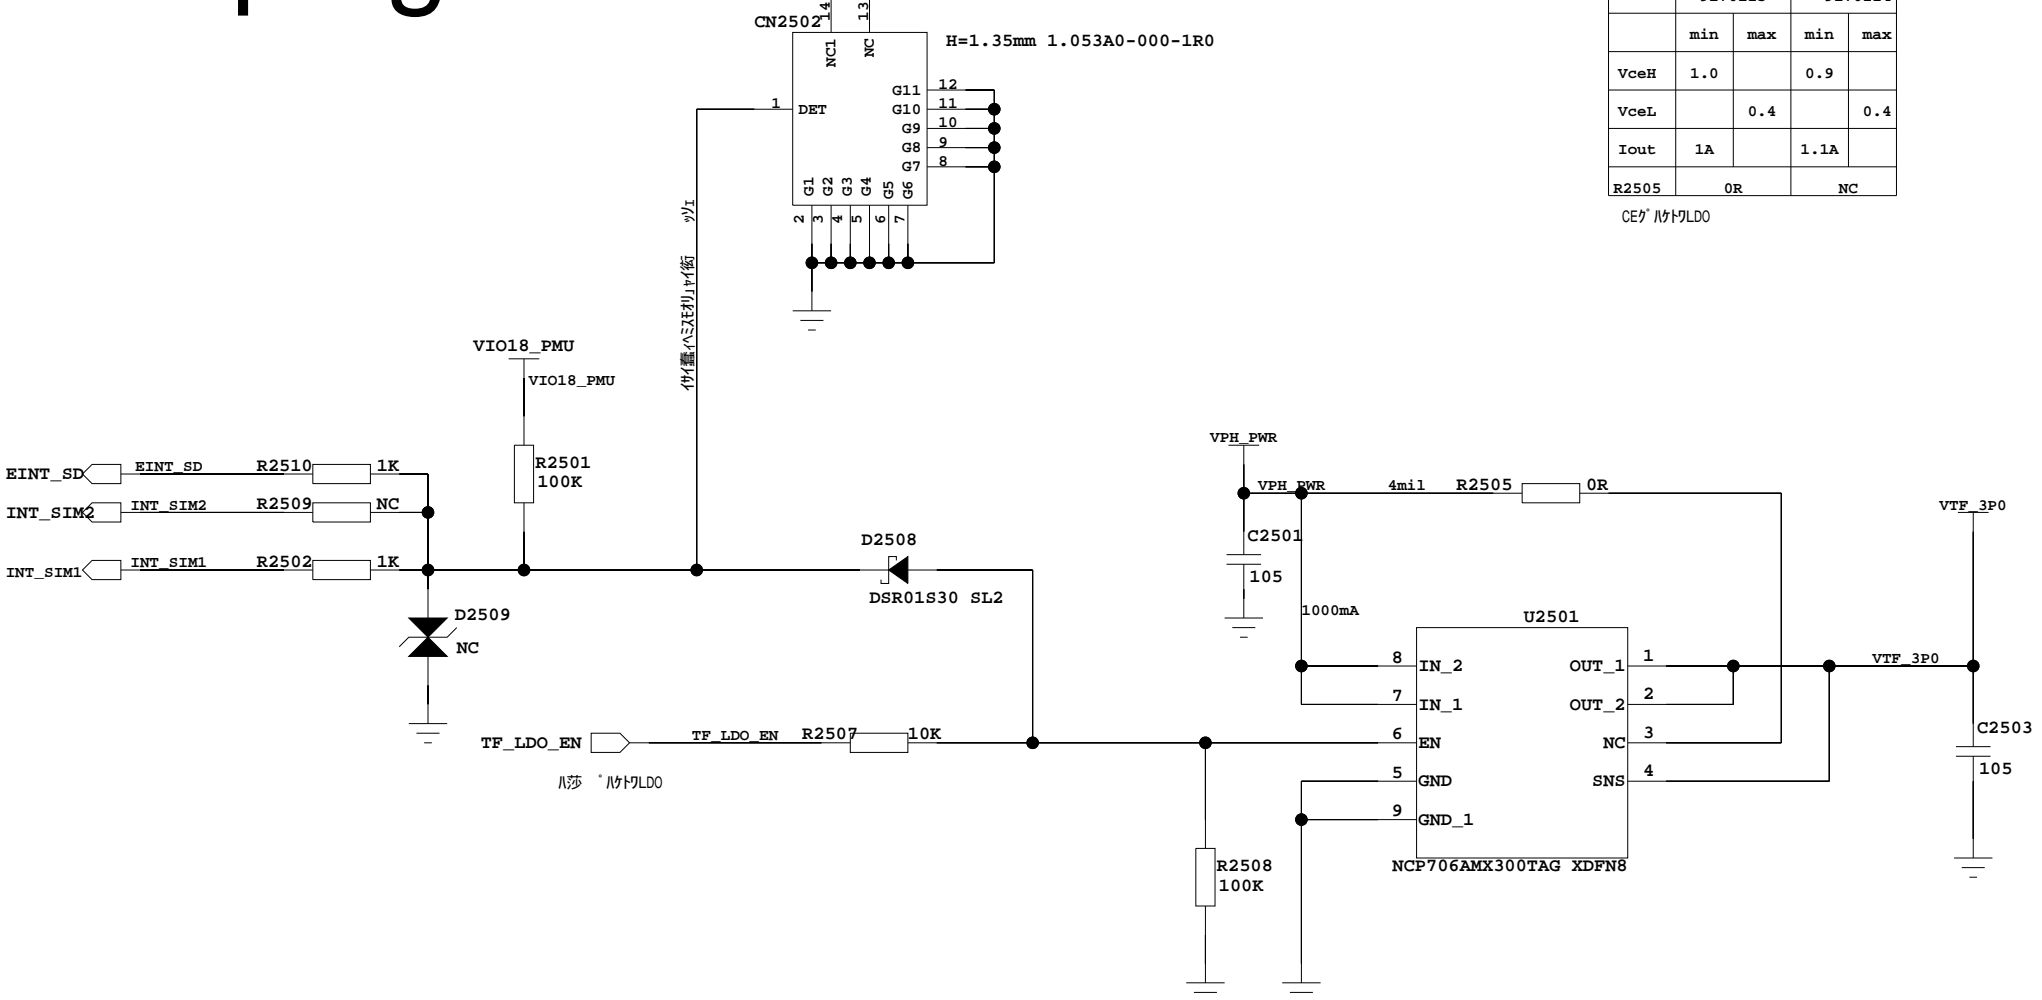 CN2502
14
13
NC1
NC
H=1.35mm 1.053A0-000-1R0
1
DET
G11
12
G10
11
G9
10
G8
9
G7
8
G1
G2
G3
G4
G5
G6
2
3
4
5
6
7
min
max
min
max
VceH
1.0
0.9
VceL
0.4
0.4
Iout
1A
1.1A
R2505
0R
NC
VIO18_PMU
VIO18_PMU
R2501
100K
EINT_SD
EINT_SD
R2510
1K
INT_SIM2
INT_SIM2
R2509
NC
INT_SIM1
INT_SIM1
R2502
1K
D2509
NC
D2508
DSR01S30 SL2
TF_LDO_EN
TF_LDO_EN
R2507
10K
R2508
100K
VPH_PWR
VPH_PWR
4mil
R2505
0R
C2501
105
1000mA
U2501
8
IN_2
7
IN_1
6
EN
5
GND
9
GND_1
OUT_1
1
OUT_2
2
NC
3
SNS
4
NCP706AMX300TAG XDFN8
VTF_3P0
VTF_3P0
C2503
105